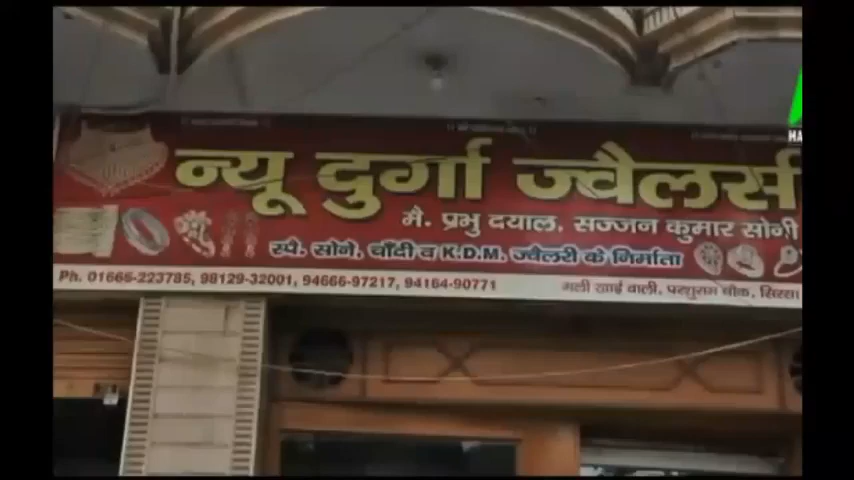 न्यू दुर्गा ज्वैलर्स
मै. प्रभु दयाल, सज्जन कुमार सोनी
स्पे. सोने, चाँदी व K.D.M. ज्वैलरी के निर्माता
Ph. 01666-223785, 98129-32001, 94666-97217, 94164-90771
गली खाई वाली, परशुराम चौक, सिरसा